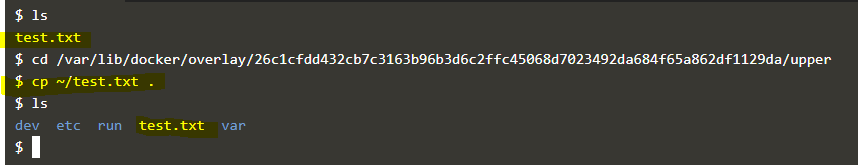 $ ls
test.txt
$ cd /var/lib/docker/overlay/26c1cfdd432cb7c3163b96b3d6c2ffc45068d7023492da684f65a862df1129da/upper
$ cp ~/test.txt .
$ ls
dev etc run test.txt var
$